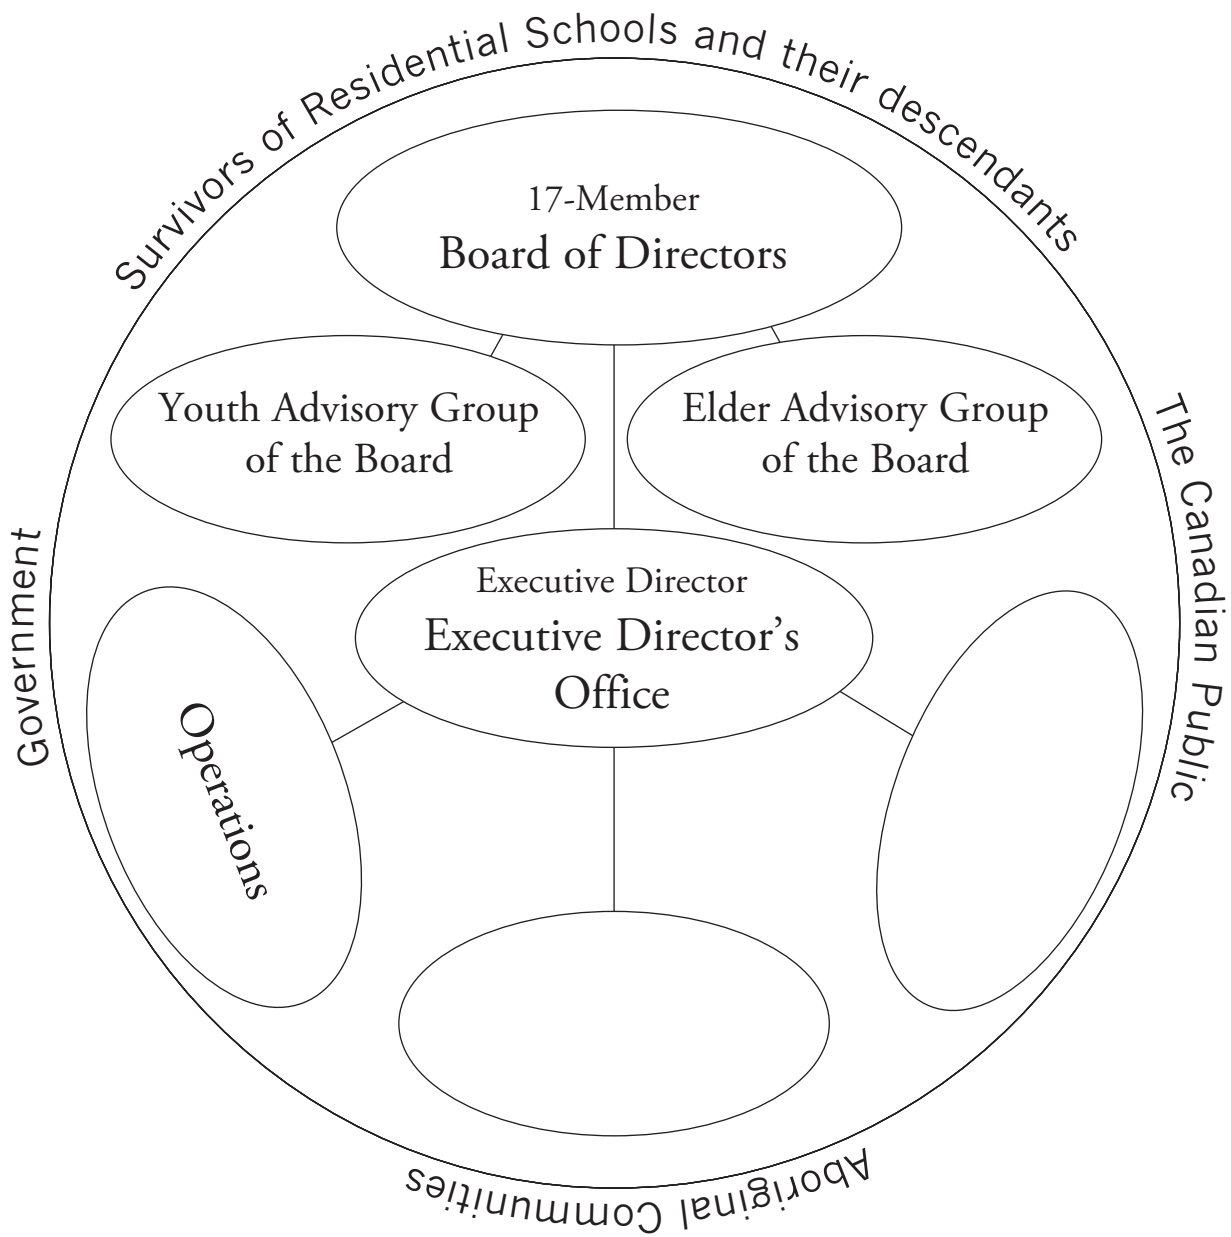 Survivors of Residential Schools and their descendants
17-Member
Board of Directors
Youth Advisory Group
of the Board
Elder Advisory Group
of the Board
The Canadian Public
Government
Executive Director
Executive Director’s
Office
Operations
Aboriginal Communities